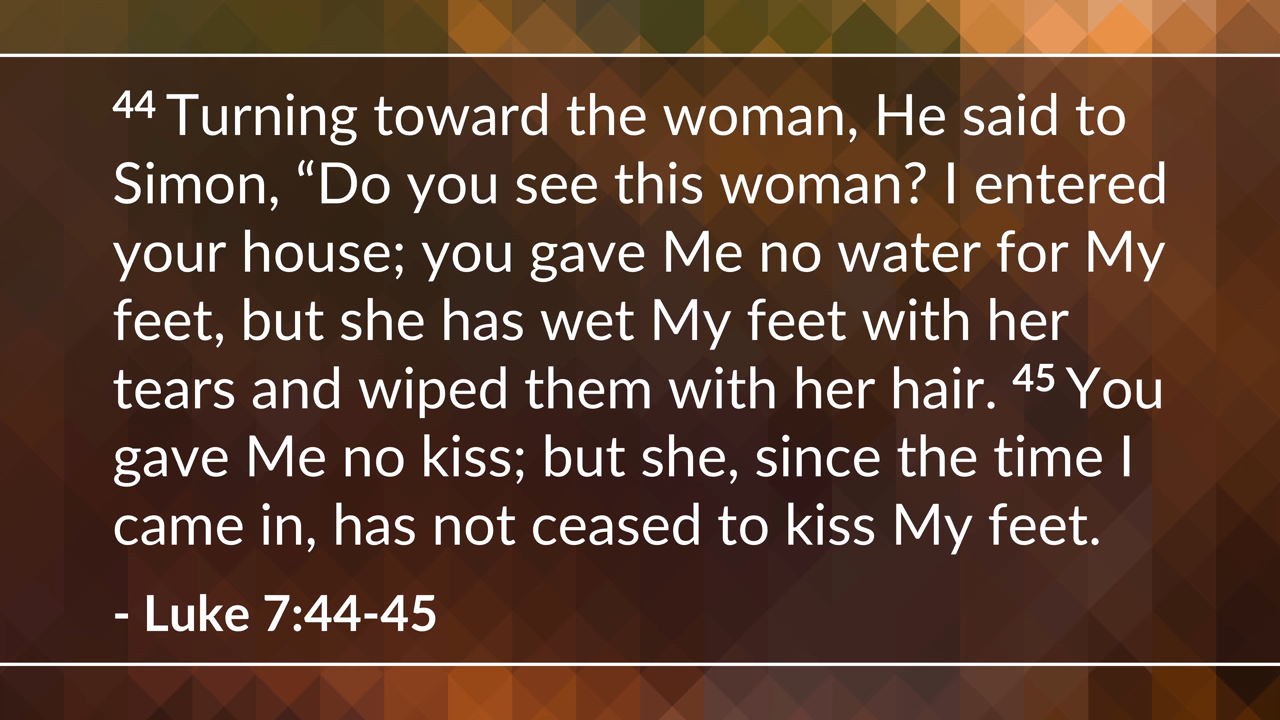 44 Turning toward the woman, He said to
Simon, “Do you see this woman? I entered
your house; you gave Me no water for My
feet, but she has wet My feet with her
tears and wiped them with her hair. 45 You
gave Me no kiss; but she, since the time I
came in, has not ceased to kiss My feet.
- Luke 7:44-45